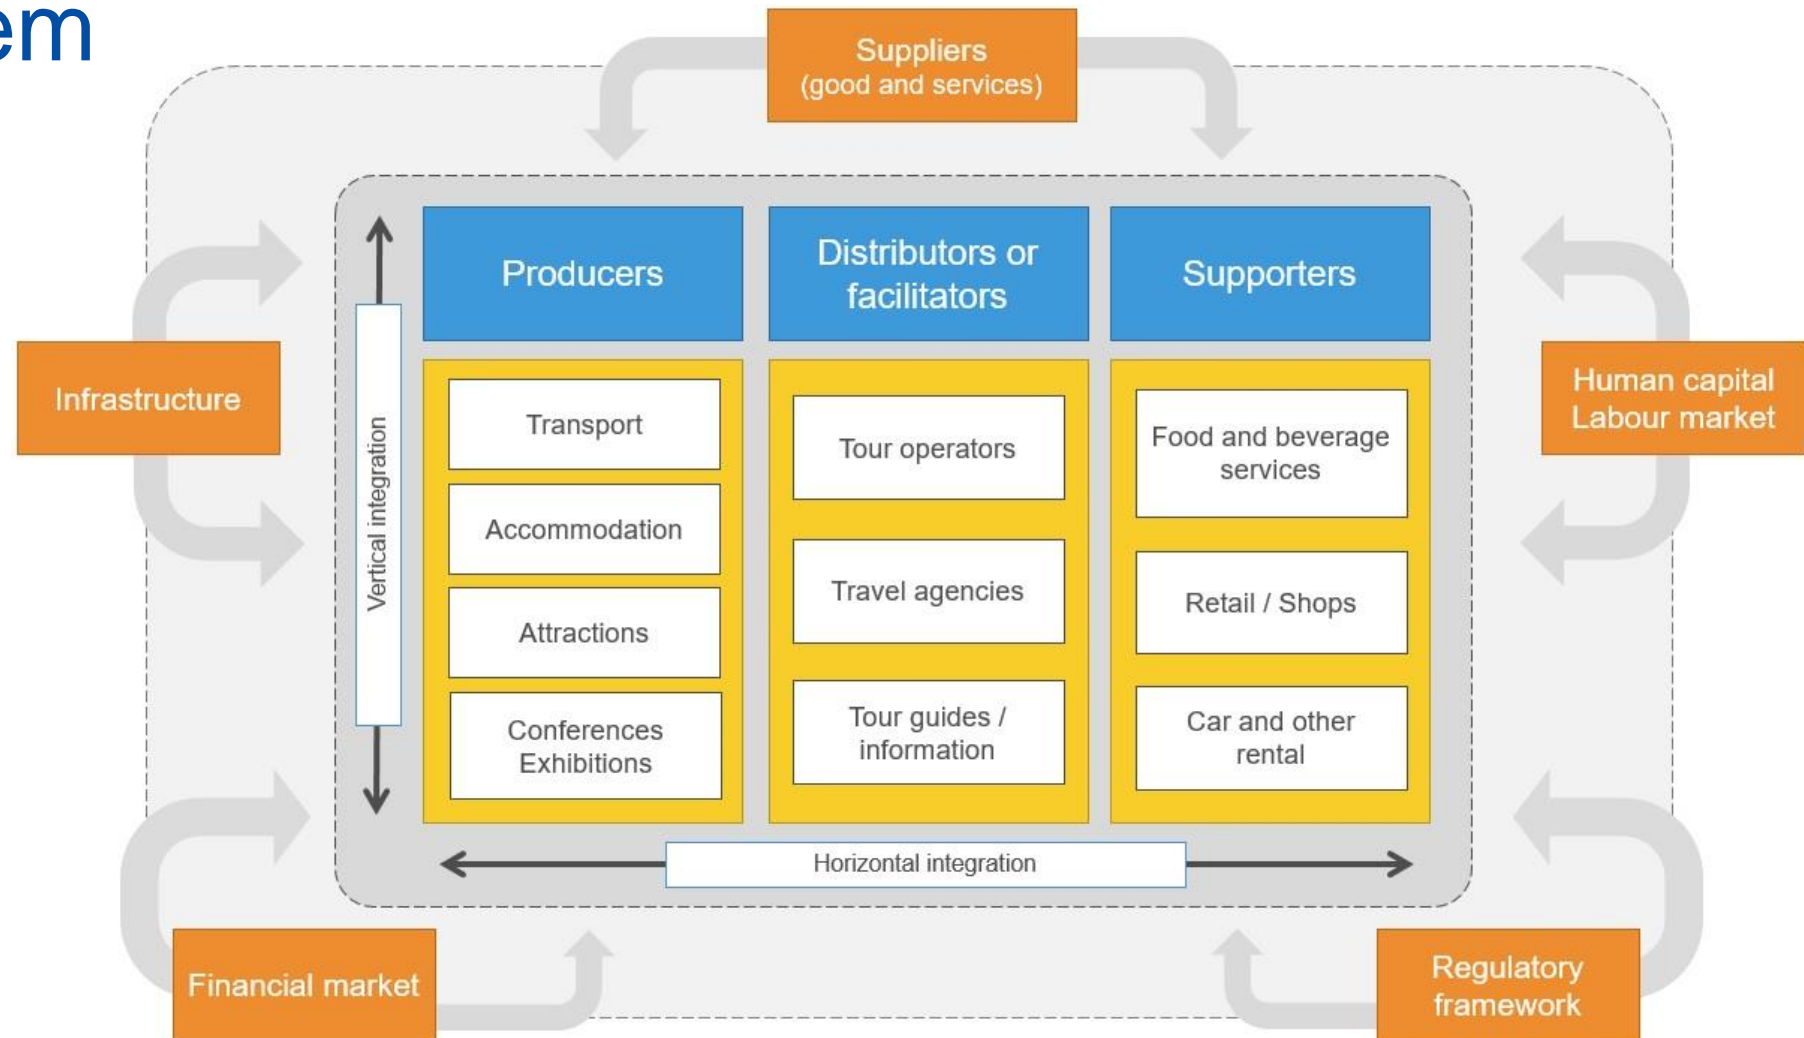 em
Suppliers
(good and services)
Producers
Distributors or
facilitators
Supporters
Infrastructure
Human capital
Labour market
Vertical integration
Transport
Accommodation
Attractions
Conferences
Exhibitions
Tour operators
Travel agencies
Tour guides /
information
Food and beverage
services
Retail / Shops
Car and other
rental
Horizontal integration
Financial market
Regulatory
framework